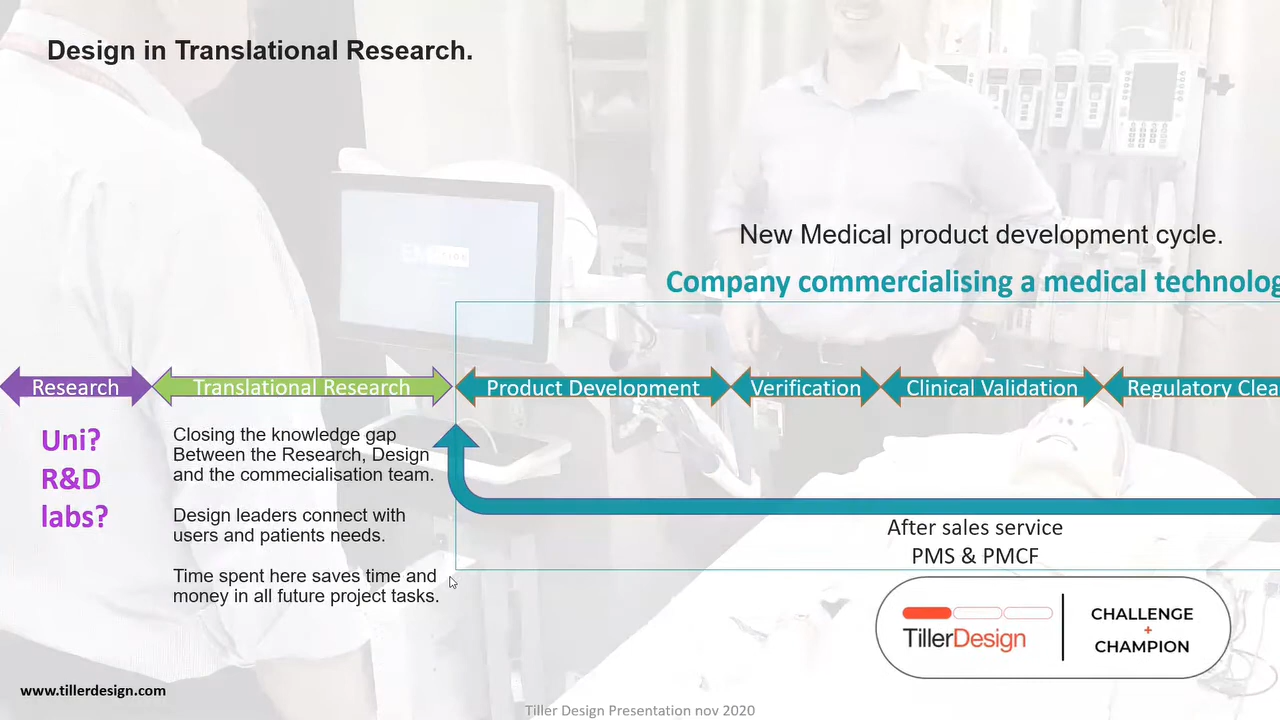 Design in Translational Research.
New Medical product development cycle.
Company commercialising a medical technolog
Research
Translational Research
Product Development
Verification
Clinical Validation
Regulatory Clea
Uni?
R&D
labs?
Closing the knowledge gap
Between the Research, Design
and the commecialisation team.
Design leaders connect with
users and patients needs.
Time spent here saves time and
money in all future project tasks.
After sales service
PMS & PMCF
TillerDesign
CHALLENGE
+
CHAMPION
www.tillerdesign.com
Tiller Design Presentation nov 2020